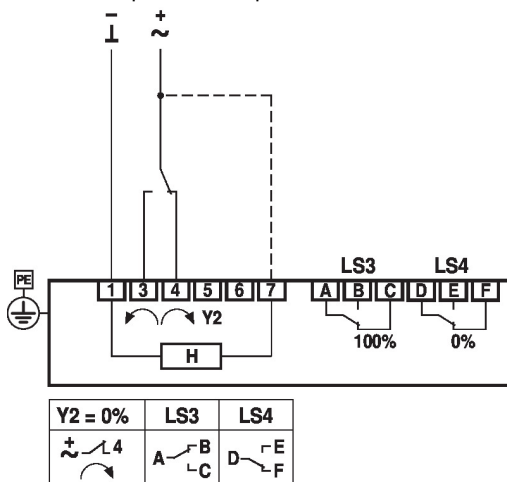 − +
⊥ ~
PE
LS3 LS4
1 3 4 5 6 7 A B C D E F
Y2
100% 0%
H
Y2 = 0% LS3 LS4
+
~ 4 A B C D E F